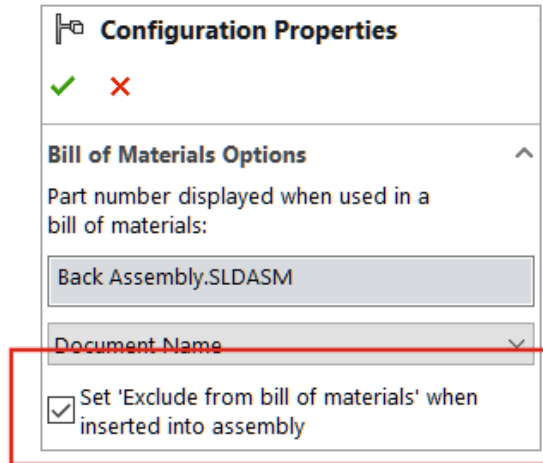 Configuration Properties
Bill of Materials Options
Part number displayed when used in a
bill of materials:
Back Assembly.SLDASM
Document Name
Set 'Exclude from bill of materials' when
inserted into assembly